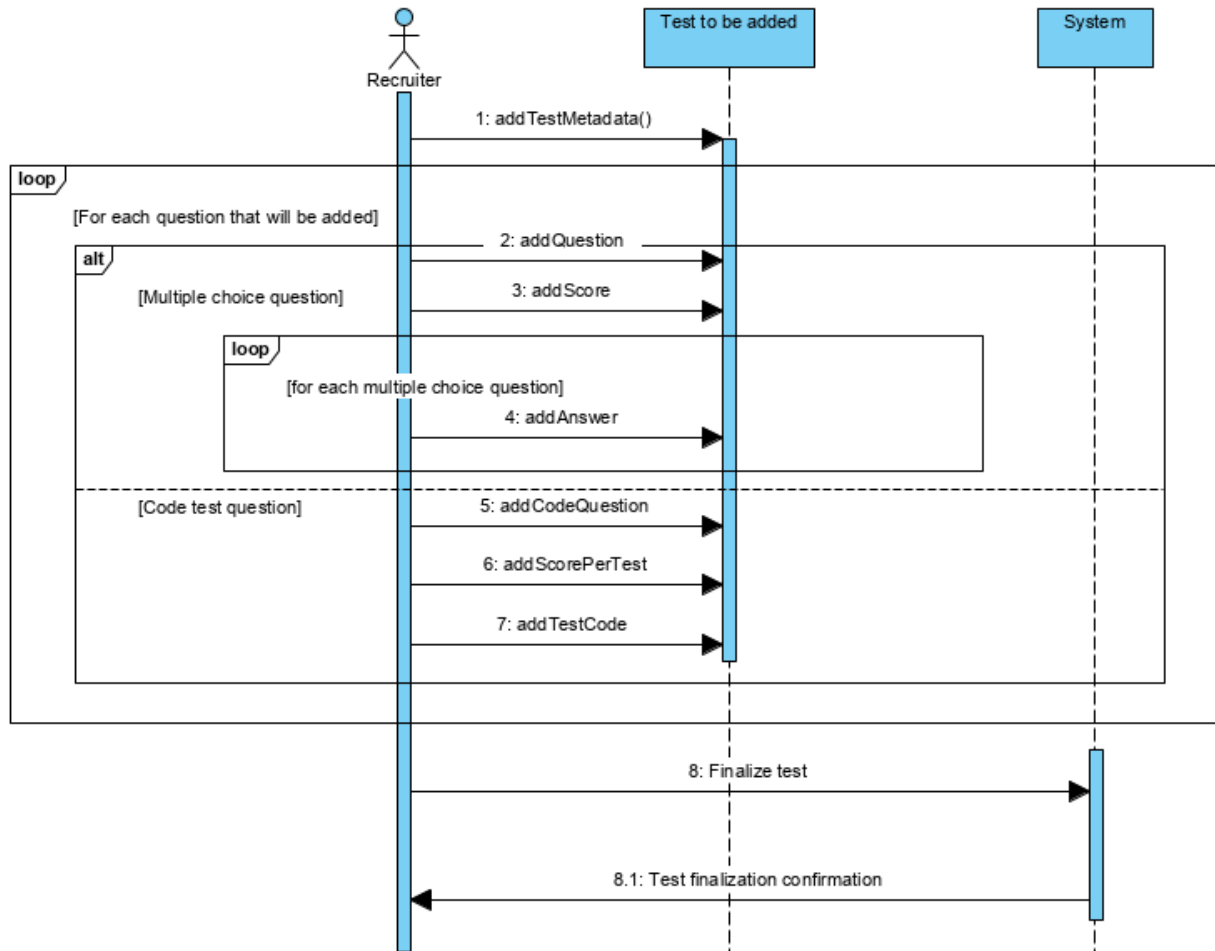 Test to be added
System
Recruiter
1: addTestMetadata()
loop
[For each question that will be added]
2: addQuestion
alt
[Multiple choice question]
3: addScore
loop
[for each multiple choice question]
4: addAnswer
[Code test question]
5: addCodeQuestion
6: addScorePerTest
7: addTestCode
8: Finalize test
8.1: Test finalization confirmation